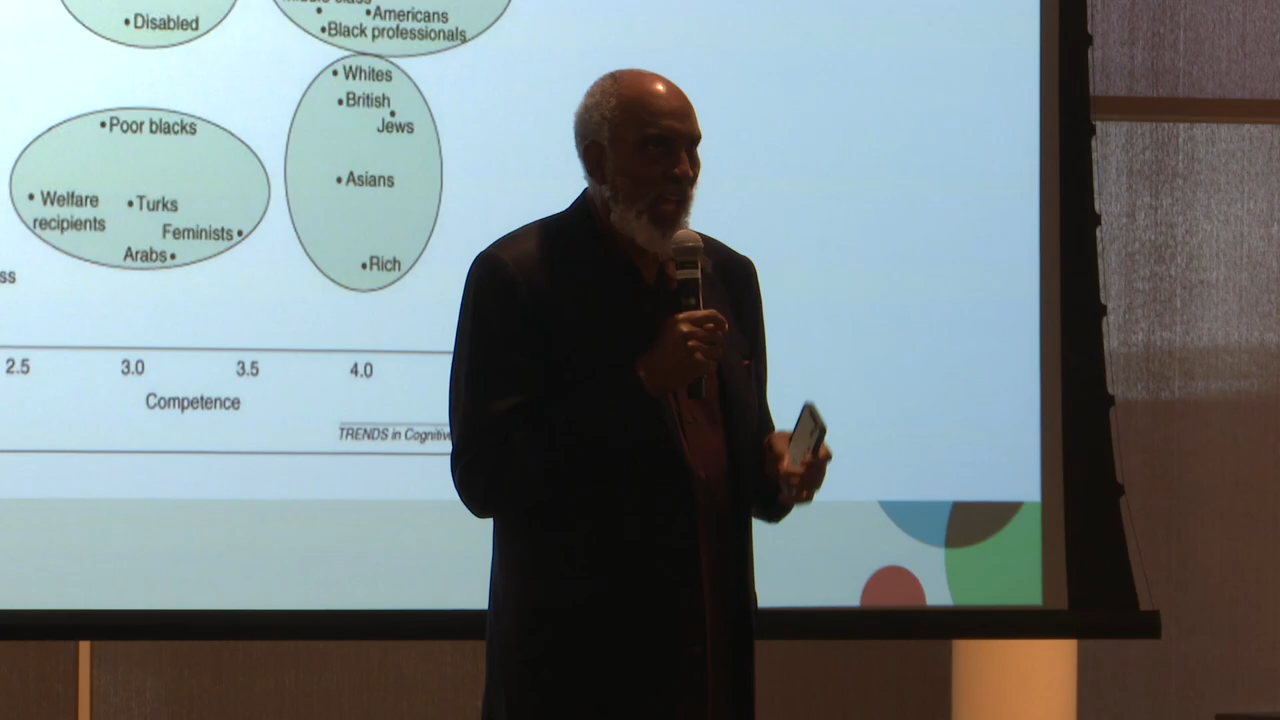 Americans
Disabled
Black professionals
Whites
British
Jews
Poor blacks
Asians
Welfare
recipients
Turks
Feminists
Arabs
Rich
ss
2.5 3.0 3.5 4.0
Competence
TRENDS in Cognitiv